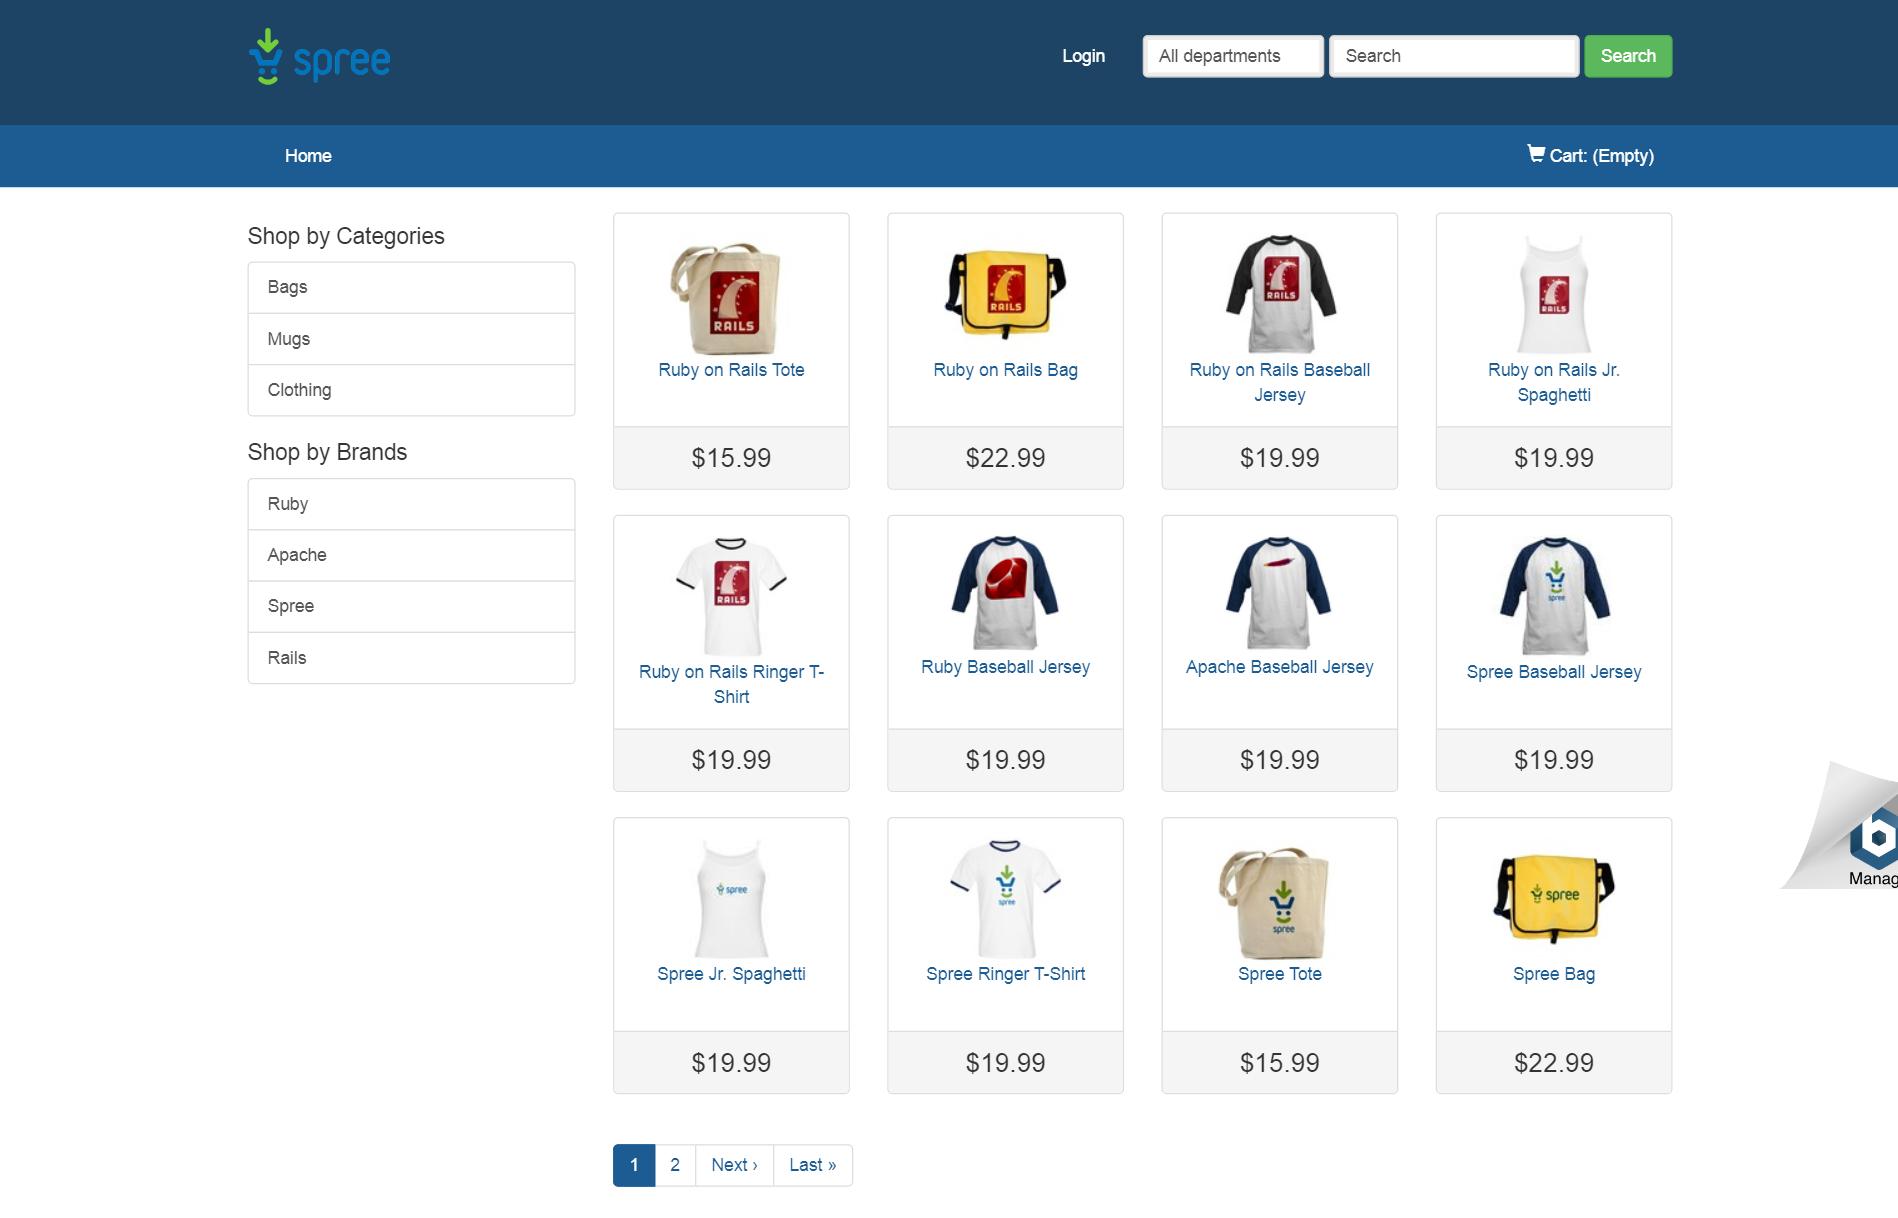 spree
Login
All departments
Search
Search
Home
Cart: (Empty)
Shop by Categories
Bags
Mugs
Clothing
Shop by Brands
Ruby
Apache
Spree
Rails
RAILS
Ruby on Rails Tote
$15.99
RAILS
Ruby on Rails Bag
$22.99
RAILS
Ruby on Rails Baseball
Jersey
$19.99
RAILS
Ruby on Rails Jr.
Spaghetti
$19.99
RAILS
Ruby on Rails Ringer T-
Shirt
$19.99
Ruby Baseball Jersey
$19.99
Apache Baseball Jersey
$19.99
spree
Spree Baseball Jersey
$19.99
spree
Spree Jr. Spaghetti
$19.99
spree
Spree Ringer T-Shirt
$19.99
spree
Spree Tote
$15.99
spree
Spree Bag
$22.99
Manag
1
2
Next ›
Last »